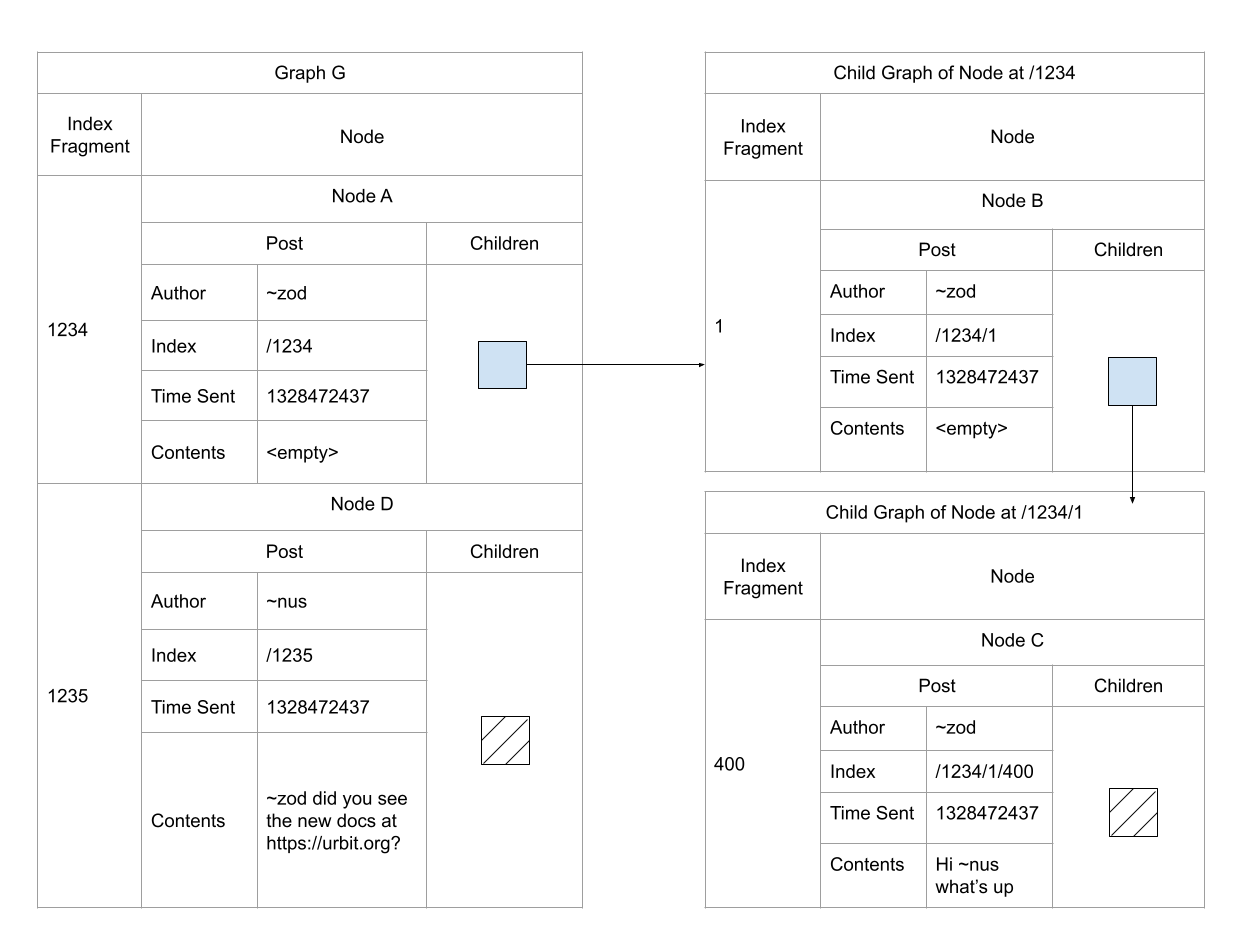 Graph G
Index
Fragment
Node
1234
Node A
Post
Children
Author
~zod
Index
/1234
Time Sent
1328472437
Contents
<empty>
1235
Node D
Post
Children
Author
~nus
Index
/1235
Time Sent
1328472437
Contents
~zod did you see
the new docs at
https://urbit.org?
Child Graph of Node at /1234
Index
Fragment
Node
1
Node B
Post
Children
Author
~zod
Index
/1234/1
Time Sent
1328472437
Contents
<empty>
Child Graph of Node at /1234/1
Index
Fragment
Node
400
Node C
Post
Children
Author
~zod
Index
/1234/1/400
Time Sent
1328472437
Contents
Hi ~nus
what’s up